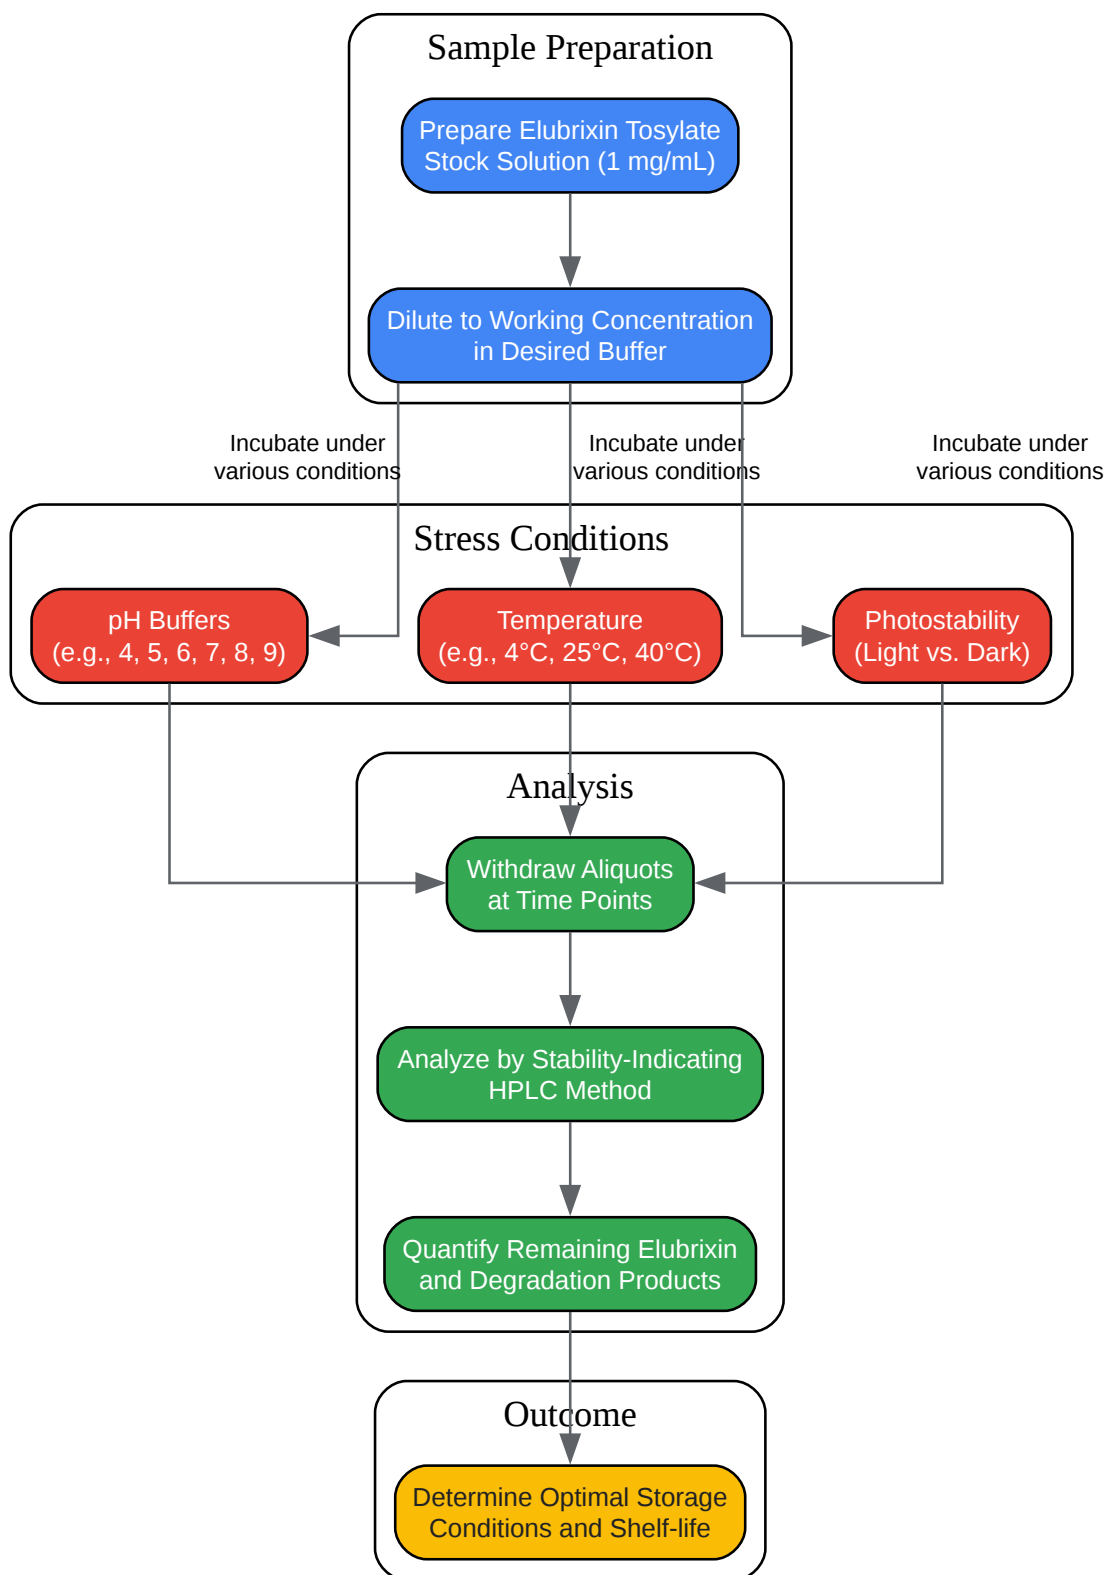 Sample Preparation
Prepare Elubrixin Tosylate
Stock Solution (1 mg/mL)
Dilute to Working Concentration
in Desired Buffer
Incubate under
various conditions
Incubate under
various conditions
Incubate under
various conditions
Stress Conditions
pH Buffers
(e.g., 4, 5, 6, 7, 8, 9)
Temperature
(e.g., 4°C, 25°C, 40°C)
Photostability
(Light vs. Dark)
Analysis
Withdraw Aliquots
at Time Points
Analyze by Stability-Indicating
HPLC Method
Quantify Remaining Elubrixin
and Degradation Products
Outcome
Determine Optimal Storage
Conditions and Shelf-life